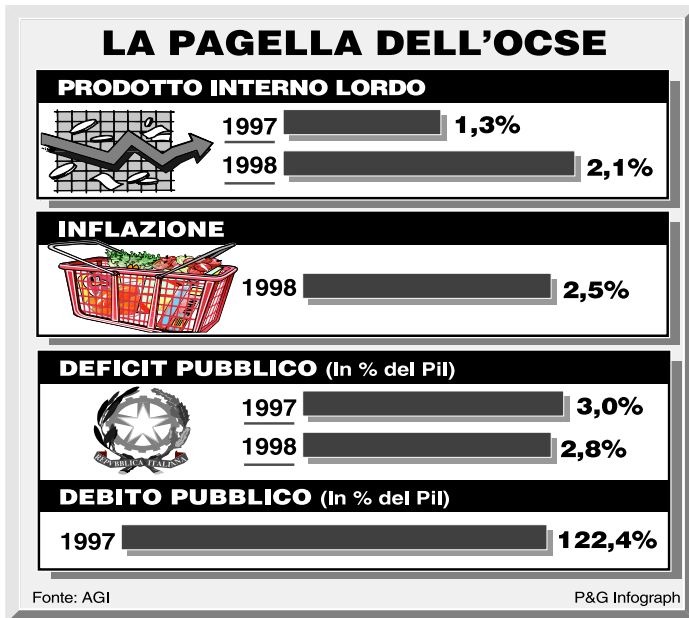 LA PAGELLA DELL'OCSE
PRODOTTO INTERNO LORDO
1997 1,3%
1998 2,1%
INFLAZIONE
1998 2,5%
DEFICIT PUBBLICO (In % del Pil)
1997 3,0%
1998 2,8%
REPVBBLICA ITALIANA
DEBITO PUBBLICO (In % del Pil)
1997 122,4%
Fonte: AGI P&G Infograph